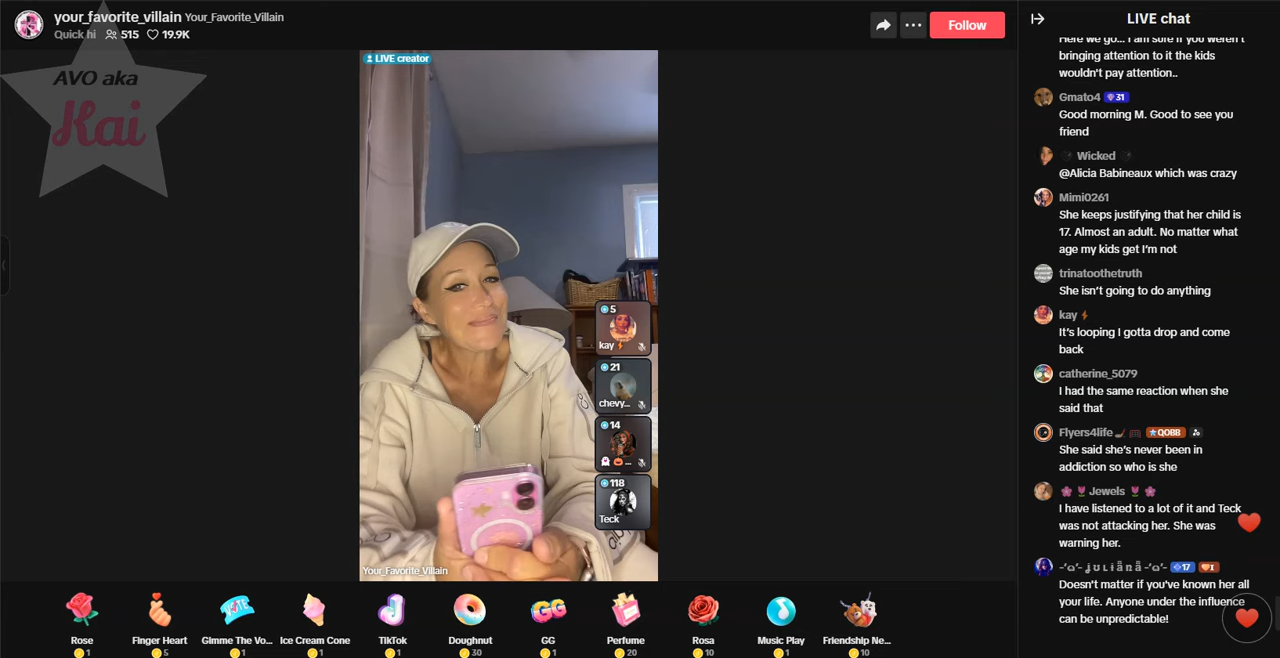 your_favorite_villain Your_Favorite_Villain
Quick hi 515 19.9K
Follow
AVO aka
Kai
LIVE creator
5
kay
21
chevy...
14
...
118
Teck
Your_Favorite_Villain
Rose
1
Finger Heart
5
Gimme The Vo...
1
Ice Cream Cone
1
TikTok
1
Doughnut
30
GG
1
Perfume
20
Rosa
10
Music Play
1
Friendship Ne...
10
LIVE chat
Here we go... I am sure if you weren't
bringing attention to it the kids
wouldn't pay attention..
Gmato4 31
Good morning M. Good to see you
friend
Wicked
@Alicia Babineaux which was crazy
Mimi0261
She keeps justifying that her child is
17. Almost an adult. No matter what
age my kids get I'm not
trinatoothetruth
She isn't going to do anything
kay
It's looping I gotta drop and come
back
catherine_5079
I had the same reaction when she
said that
Flyers4life QOBB
She said she's never been in
addiction so who is she
Jewels
I have listened to a lot of it and Teck
was not attacking her. She was
warning her.
17 I
Doesn't matter if you've known her all
your life. Anyone under the influence
can be unpredictable!